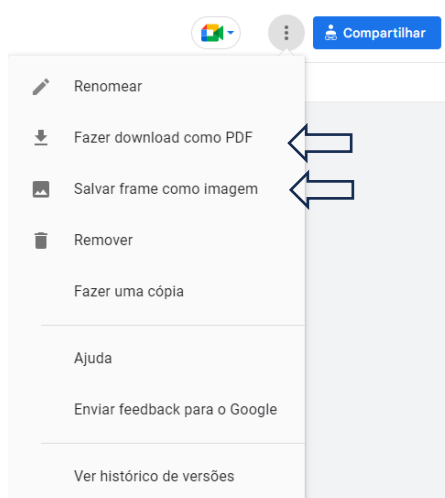 Compartilhar
Renomear
Fazer download como PDF
Salvar frame como imagem
Remover
Fazer uma cópia
Ajuda
Enviar feedback para o Google
Ver histórico de versões